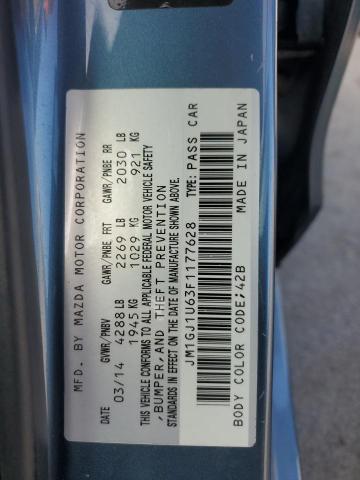 MFD. BY MAZDA MOTOR CORPORATION
DATE GVWR/PNBV GAWR/PNBE FRT GAWR/PNBE RR
03/14 4288 LB 2269 LB 2030 LB
1945 KG 1029 KG 921 KG
THIS VEHICLE CONFORMS TO ALL APPLICABLE FEDERAL MOTOR VEHICLE SAFETY
,BUMPER,AND THEFT PREVENTION
STANDARDS IN EFFECT ON THE DATE OF MANUFACTURE SHOWN ABOVE.
JM1GJ1U63F1177628 TYPE: PASS CAR
BODY COLOR CODE;42B MADE IN JAPAN